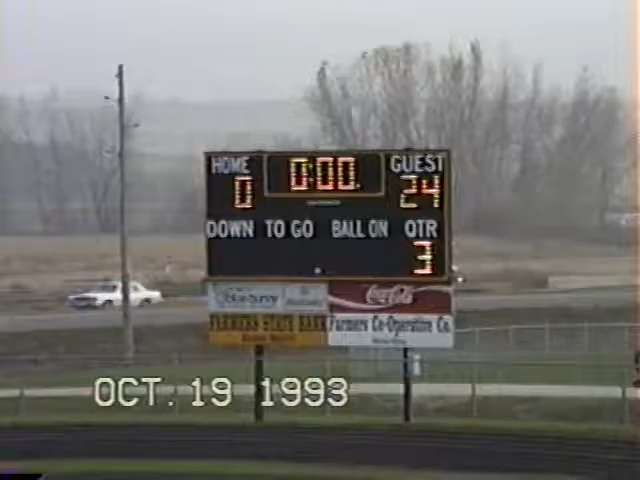 HOME 0:00 GUEST
0 24
DOWN TO GO BALL ON QTR
3
Coca-Cola
FARMERS STATE BANK Farmers Co-Operative Co.
OCT. 19 1993